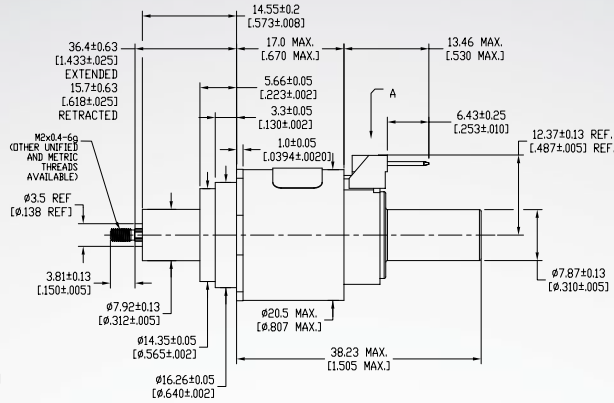 14.55±0.2
[.573±.008]
36.4±0.63
[1.433±.025]
EXTENDED
15.7±0.63
[.618±.025]
RETRACTED
17.0 MAX.
[.670 MAX.]
13.46 MAX.
[.530 MAX.]
5.66±0.05
[.223±.002]
3.3±0.05
[.130±.002]
1.0±0.05
[.0394±.0020]
A
6.43±0.25
[.253±.010]
12.37±0.13 REF.
[.487±.005] REF.
M2x0.4-6g
(OTHER UNIFIED
AND METRIC
THREADS
AVAILABLE)
ø3.5 REF
[ø.138 REF]
3.81±0.13
[.150±.005]
ø7.92±0.13
[ø.312±.005]
ø14.35±0.05
[ø.565±.002]
ø16.26±0.05
[ø.640±.002]
ø20.5 MAX.
[ø.807 MAX.]
38.23 MAX.
[1.505 MAX.]
ø7.87±0.13
[ø.310±.005]